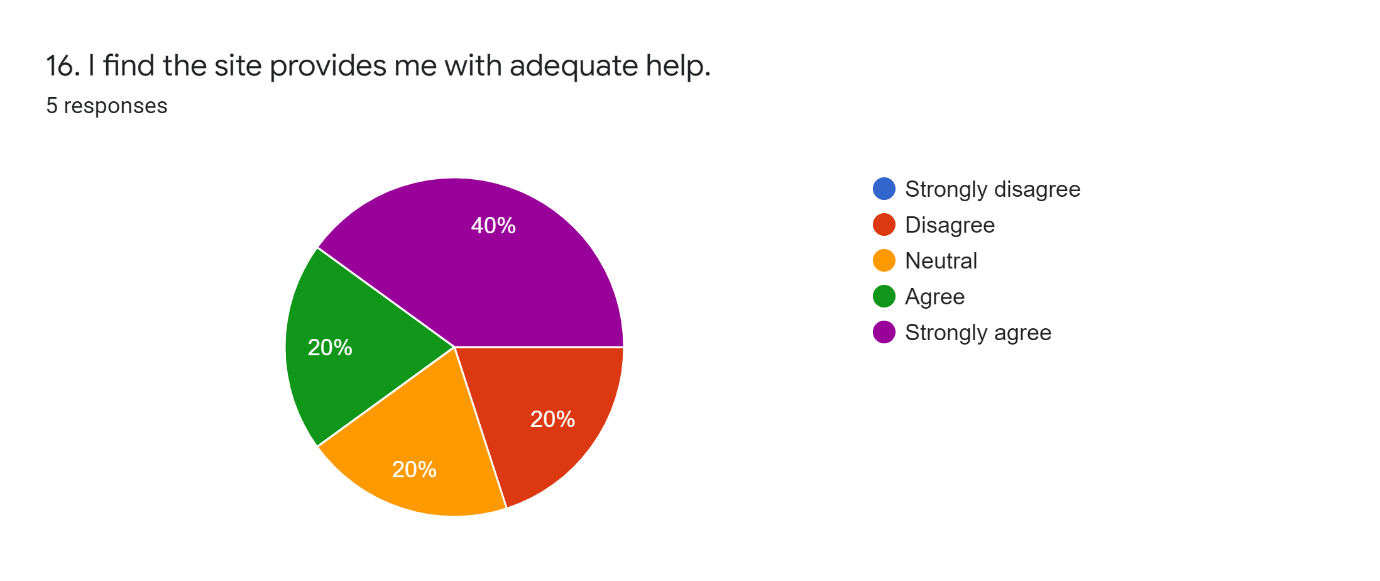 16. I find the site provides me with adequate help.
5 responses
40%
20%
20%
20%
Strongly disagree
Disagree
Neutral
Agree
Strongly agree